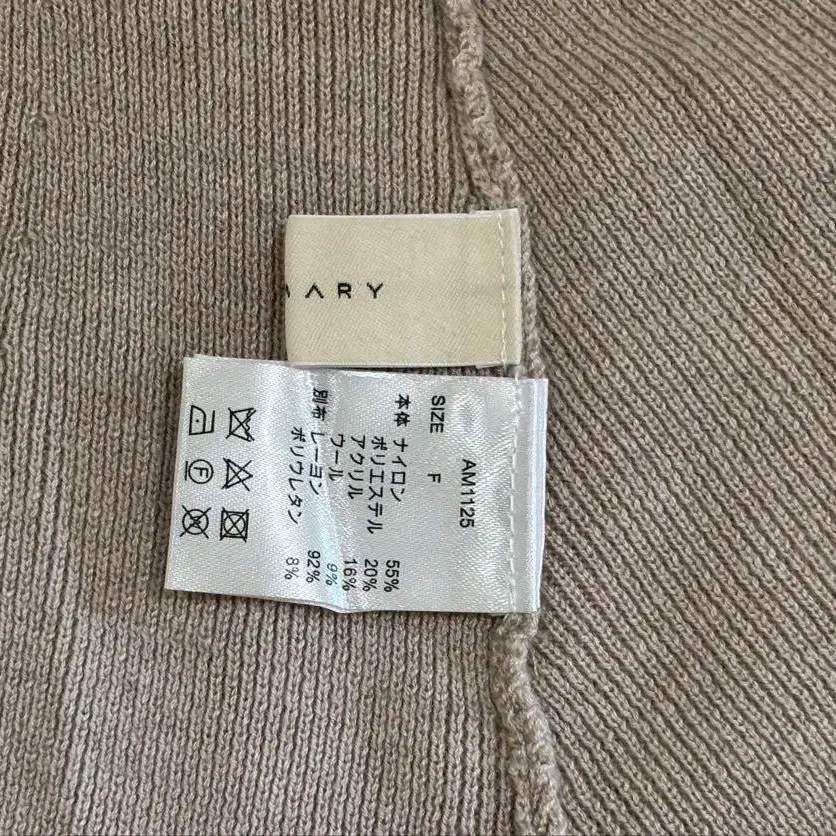 ARY
AM1125
SIZE F
本体 ナイロン 55%
ポリエステル 20%
アクリル 16%
ウール 9%
別布 レーヨン 92%
ポリウレタン 8%
F